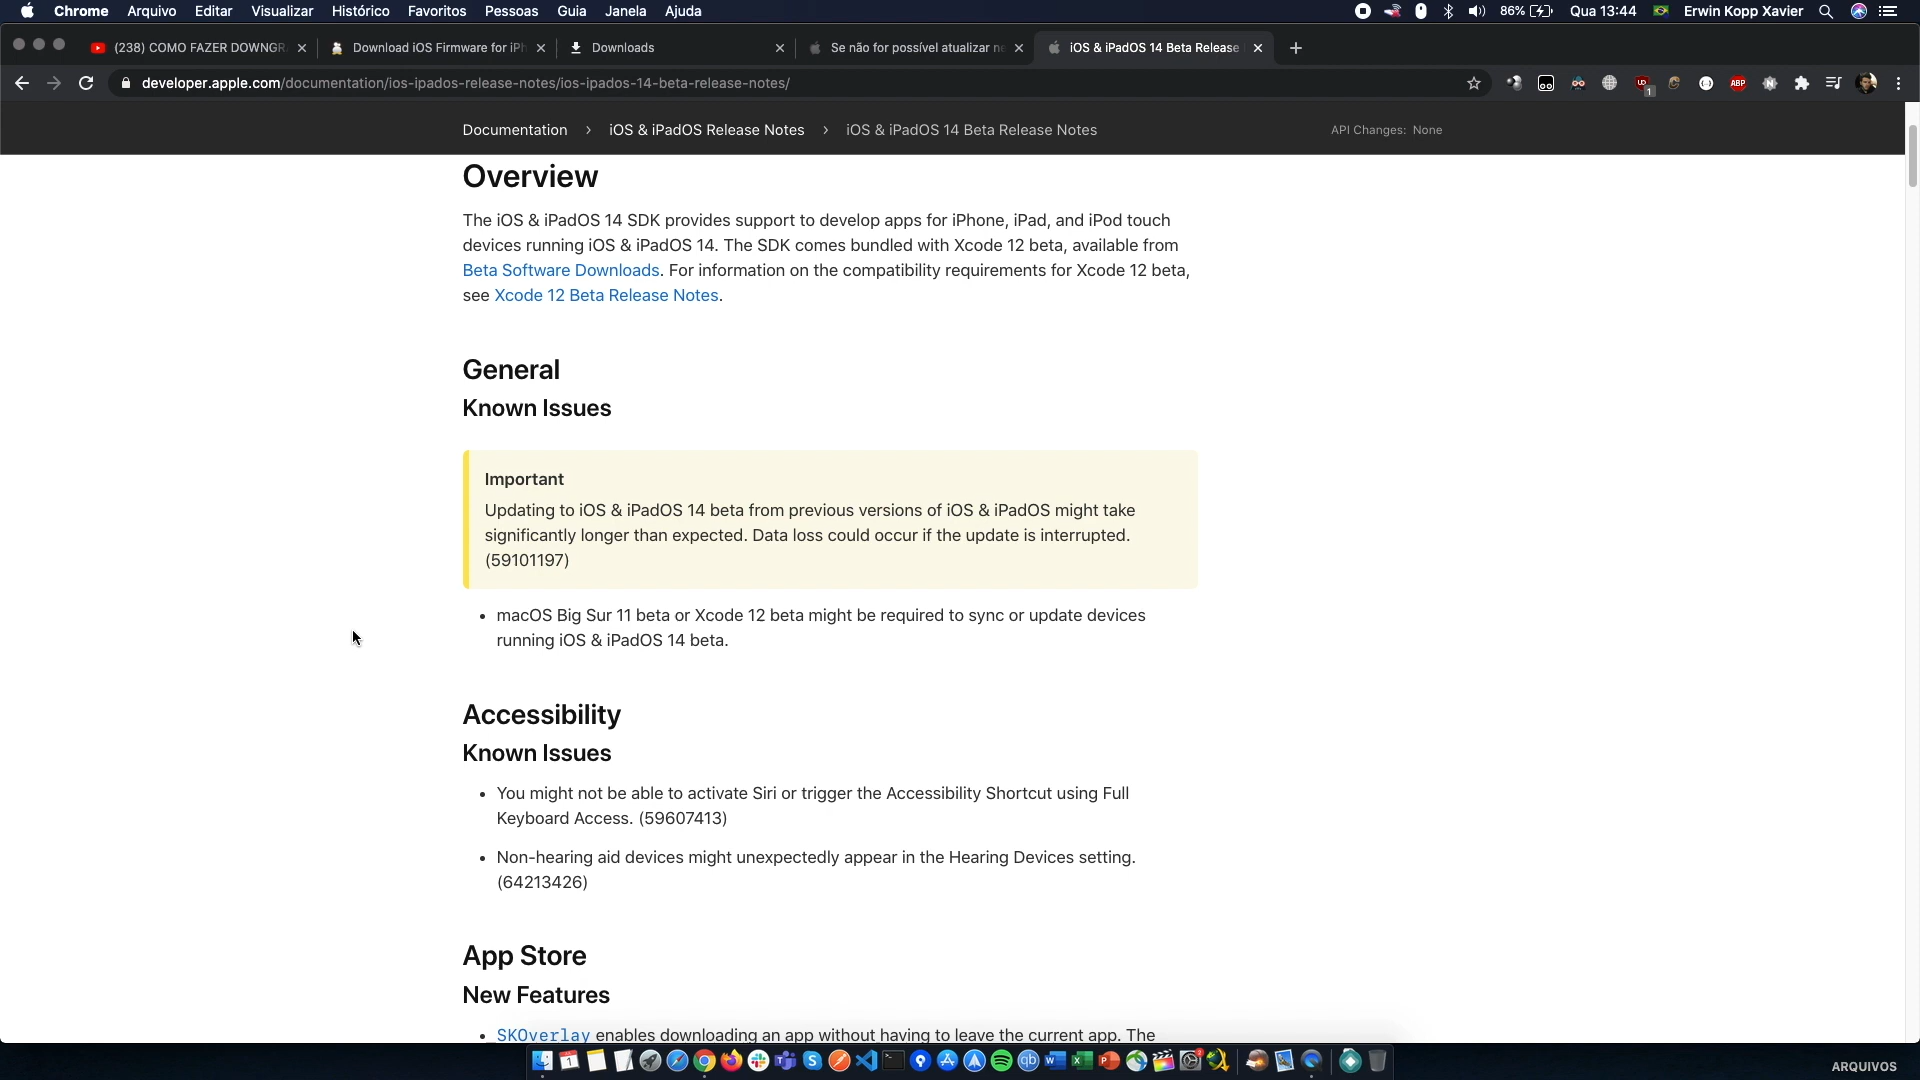 Chrome Arquivo Editar Visualizar Histórico Favoritos Pessoas Guia Janela Ajuda 86% Qua 13:44 Erwin Kopp Xavier
(238) COMO FAZER DOWNGR Download iOS Firmware for iPh Downloads Se não for possível atualizar ne iOS & iPadOS 14 Beta Release
developer.apple.com/documentation/ios-ipados-release-notes/ios-ipados-14-beta-release-notes/ UD 1 ABP
Documentation > iOS & iPadOS Release Notes > iOS & iPadOS 14 Beta Release Notes API Changes: None
Overview
The iOS & iPadOS 14 SDK provides support to develop apps for iPhone, iPad, and iPod touch
devices running iOS & iPadOS 14. The SDK comes bundled with Xcode 12 beta, available from
Beta Software Downloads. For information on the compatibility requirements for Xcode 12 beta,
see Xcode 12 Beta Release Notes.
General
Known Issues
Important
Updating to iOS & iPadOS 14 beta from previous versions of iOS & iPadOS might take
significantly longer than expected. Data loss could occur if the update is interrupted.
(59101197)
• macOS Big Sur 11 beta or Xcode 12 beta might be required to sync or update devices
running iOS & iPadOS 14 beta.
Accessibility
Known Issues
• You might not be able to activate Siri or trigger the Accessibility Shortcut using Full
Keyboard Access. (59607413)
• Non-hearing aid devices might unexpectedly appear in the Hearing Devices setting.
(64213426)
App Store
New Features
• SKOverlay enables downloading an app without having to leave the current app. The
ARQUIVOS